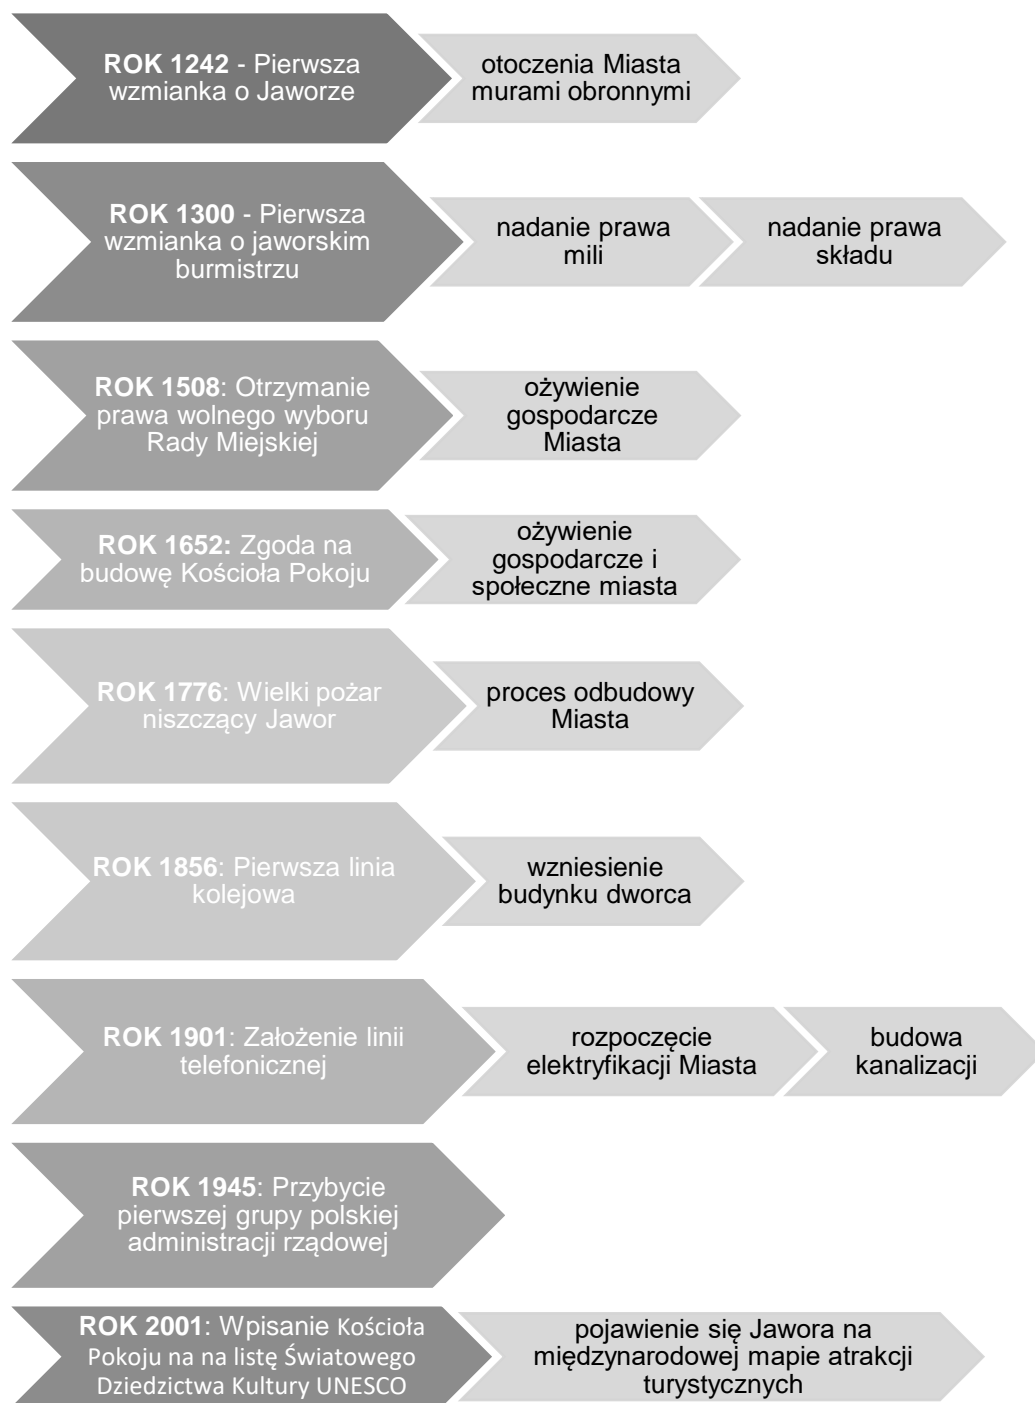 ROK 1242 - Pierwsza
wzmianka o Jaworze
otoczenia Miasta
murami obronnymi
ROK 1300 - Pierwsza
wzmianka o jaworskim
burmistrzu
nadanie prawa
mili
nadanie prawa
składu
ROK 1508: Otrzymanie
prawa wolnego wyboru
Rady Miejskiej
ożywienie
gospodarcze
Miasta
ROK 1652: Zgoda na
budowę Kościoła Pokoju
ożywienie
gospodarcze i
społeczne miasta
ROK 1776: Wielki pożar
niszczący Jawor
proces odbudowy
Miasta
ROK 1856: Pierwsza linia
kolejowa
wzniesienie
budynku dworca
ROK 1901: Założenie linii
telefonicznej
rozpoczęcie
elektryfikacji Miasta
budowa
kanalizacji
ROK 1945: Przybycie
pierwszej grupy polskiej
administracji rządowej
ROK 2001: Wpisanie Kościoła
Pokoju na na listę Światowego
Dziedzictwa Kultury UNESCO
pojawienie się Jawora na
międzynarodowej mapie atrakcji
turystycznych